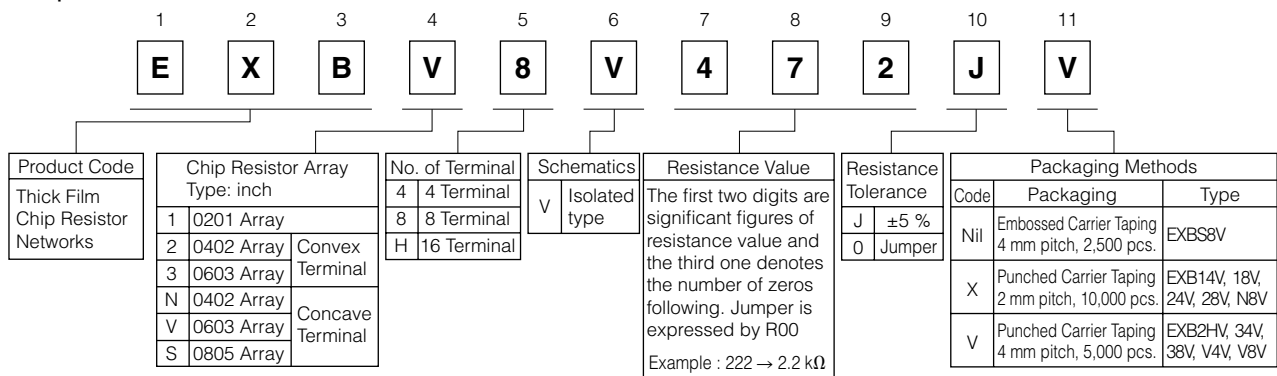 1 2 3 4 5 6 7 8 9 10 11
E X B V 8 V 4 7 2 J V
Product Code
Thick Film
Chip Resistor
Networks
Chip Resistor Array
Type: inch
1 0201 Array
2 0402 Array Convex
3 0603 Array Terminal
N 0402 Array Concave
V 0603 Array Terminal
S 0805 Array
No. of Terminal
4 4 Terminal
8 8 Terminal
H 16 Terminal
Schematics
V Isolated
type
Resistance Value
The first two digits are
significant figures of
resistance value and
the third one denotes
the number of zeros
following. Jumper is
expressed by R00
Example : 222 → 2.2 kΩ
Resistance
Tolerance
J ±5 %
0 Jumper
Packaging Methods
Code Packaging Type
Nil Embossed Carrier Taping EXBS8V
4 mm pitch, 2,500 pcs.
X Punched Carrier Taping EXB14V, 18V,
2 mm pitch, 10,000 pcs. 24V, 28V, N8V
V Punched Carrier Taping EXB2HV, 34V,
4 mm pitch, 5,000 pcs. 38V, V4V, V8V